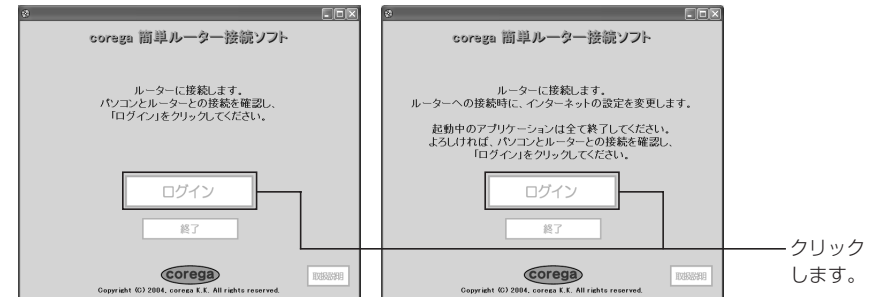 corega 簡単ルーター接続ソフト
ルーターに接続します。
パソコンとルーターとの接続を確認し、
「ログイン」をクリックしてください。
ログイン
終了
corega
取扱説明
Copyright (C) 2004, corega K.K. All rights reserved.
corega 簡単ルーター接続ソフト
ルーターに接続します。
ルーターへの接続時に、インターネットの設定を変更します。
起動中のアプリケーションは全て終了してください。
よろしければ、パソコンとルーターとの接続を確認し、
「ログイン」をクリックしてください。
ログイン
終了
corega
取扱説明
Copyright (C) 2004, corega K.K. All rights reserved.
クリック
します。